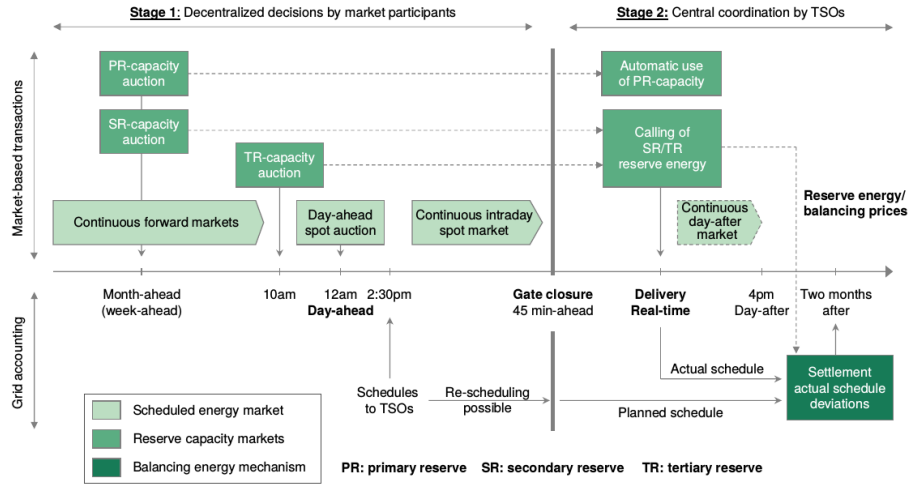 Stage 1: Decentralized decisions by market participants
Stage 2: Central coordination by TSOs
Market-based transactions
PR-capacity
auction
Automatic use
of PR-capacity
SR-capacity
auction
Calling of
SR/TR
reserve energy
TR-capacity
auction
Reserve energy/
balancing prices
Continuous forward markets
Day-ahead
spot auction
Continuous intraday
spot market
Continuous
day-after
market
Month-ahead
(week-ahead)
10am
12am
2:30pm
Day-ahead
Gate closure
45 min-ahead
Delivery
Real-time
4pm
Day-after
Two months
after
Grid accounting
Schedules
to TSOs
Re-scheduling
possible
Actual schedule
Planned schedule
Settlement
actual schedule
deviations
Scheduled energy market
Reserve capacity markets
Balancing energy mechanism
PR: primary reserve SR: secondary reserve TR: tertiary reserve